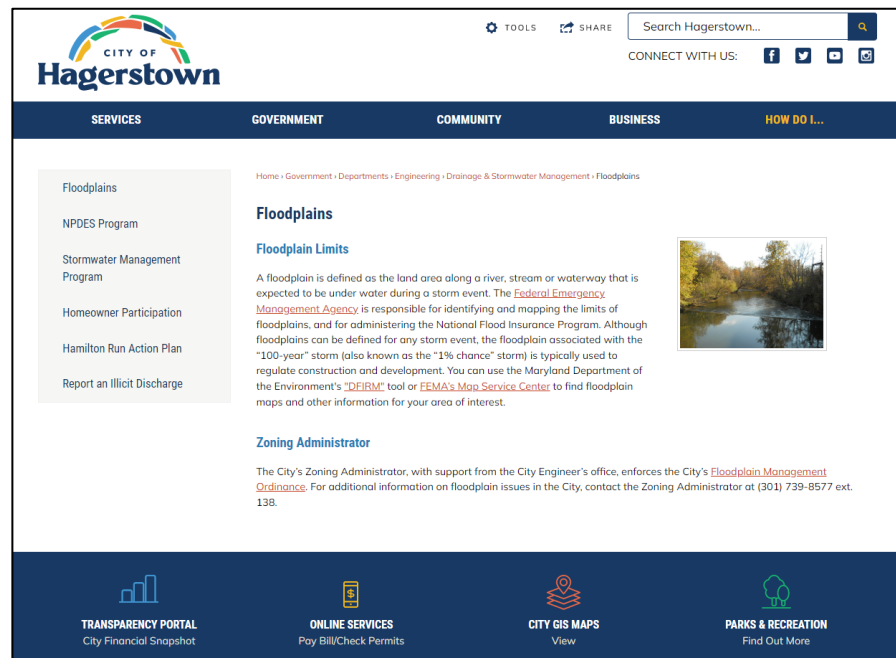 CITY OF
Hagerstown
TOOLS
SHARE
Search Hagerstown...
CONNECT WITH US:
SERVICES
GOVERNMENT
COMMUNITY
BUSINESS
HOW DO I...
Floodplains
NPDES Program
Stormwater Management
Program
Homeowner Participation
Hamilton Run Action Plan
Report an Illicit Discharge
Home › Government › Departments › Engineering › Drainage & Stormwater Management › Floodplains
Floodplains
Floodplain Limits
A floodplain is defined as the land area along a river, stream or waterway that is
expected to be under water during a storm event. The Federal Emergency
Management Agency is responsible for identifying and mapping the limits of
floodplains, and for administering the National Flood Insurance Program. Although
floodplains can be defined for any storm event, the floodplain associated with the
“100-year” storm (also known as the “1% chance” storm) is typically used to
regulate construction and development. You can use the Maryland Department of
the Environment's "DFIRM" tool or FEMA's Map Service Center to find floodplain
maps and other information for your area of interest.
Zoning Administrator
The City’s Zoning Administrator, with support from the City Engineer’s office, enforces the City’s Floodplain Management
Ordinance. For additional information on floodplain issues in the City, contact the Zoning Administrator at (301) 739-8577 ext.
138.
TRANSPARENCY PORTAL
City Financial Snapshot
ONLINE SERVICES
Pay Bill/Check Permits
CITY GIS MAPS
View
PARKS & RECREATION
Find Out More